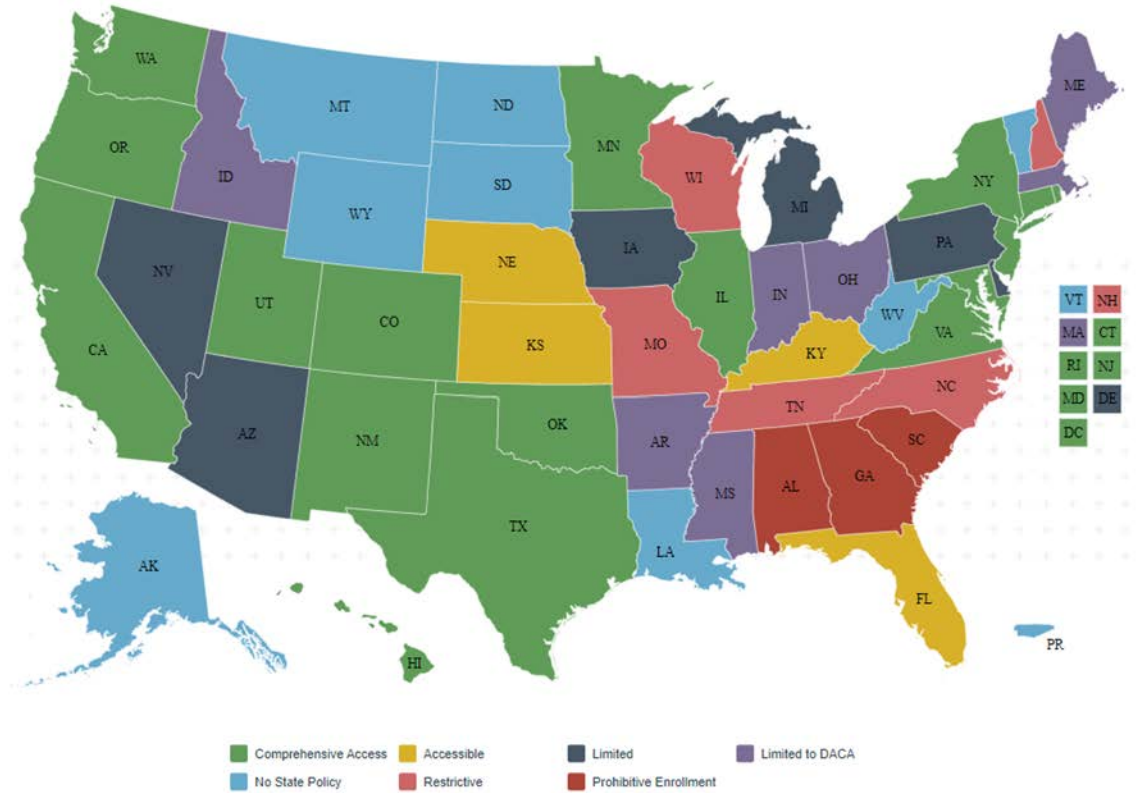 WA
ME
MT
ND
MN
OR
ID
WI
SD
NY
MI
WY
IA
PA
NE
NV
OH
IL
IN
UT
VT NH
CO
WV
VA
MA CT
CA
KS
MO
KY
RI NJ
NC
TN
MD DE
OK
AZ
NM
AR
SC
DC
GA
MS
AL
TX
LA
AK
FL
PR
HI
Comprehensive Access Accessible Limited Limited to DACA
No State Policy Restrictive Prohibitive Enrollment